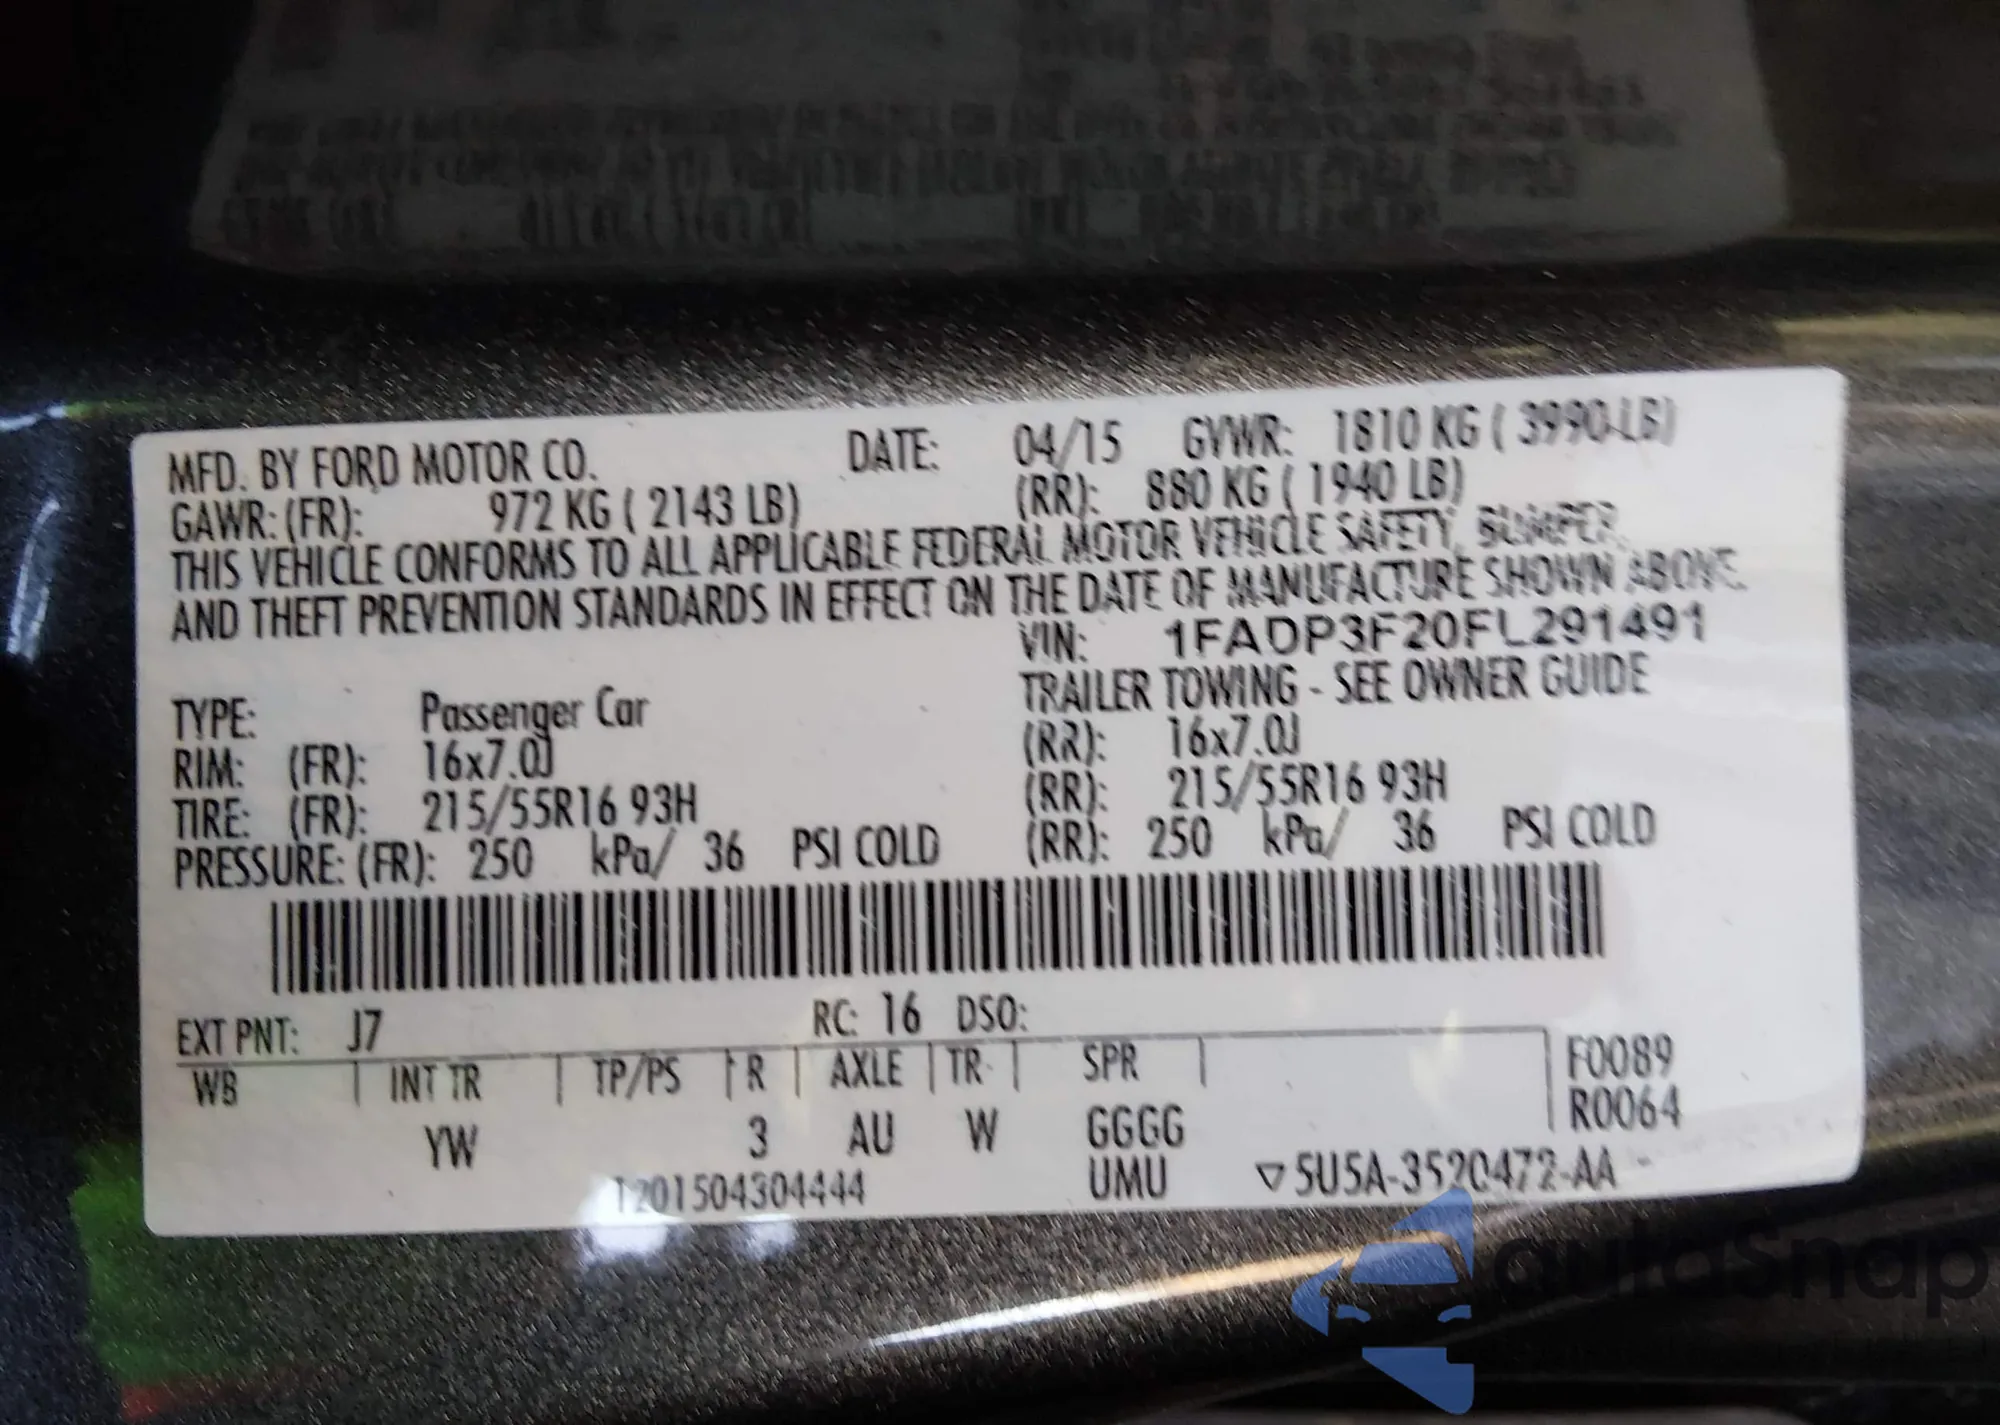 MFD. BY FORD MOTOR CO. DATE: 04/15 GVWR: 1810 KG ( 3990 LB)
GAWR: (FR): 972 KG ( 2143 LB) (RR): 880 KG ( 1940 LB)
THIS VEHICLE CONFORMS TO ALL APPLICABLE FEDERAL MOTOR VEHICLE SAFETY, BUMPER,
AND THEFT PREVENTION STANDARDS IN EFFECT ON THE DATE OF MANUFACTURE SHOWN ABOVE.
VIN: 1FADP3F20FL291491
TRAILER TOWING - SEE OWNER GUIDE
TYPE: Passenger Car
RIM: (FR): 16x7.0J (RR): 16x7.0J
TIRE: (FR): 215/55R16 93H (RR): 215/55R16 93H
PRESSURE: (FR): 250 kPa/ 36 PSI COLD (RR): 250 kPa/ 36 PSI COLD
EXT PNT: J7 RC: 16 DSO:
WB INT TR TP/PS R AXLE TR SPR F0089
YW 3 AU W GGGG R0064
T201504304444 UMU ▽5U5A-3520472-AA
autosnap